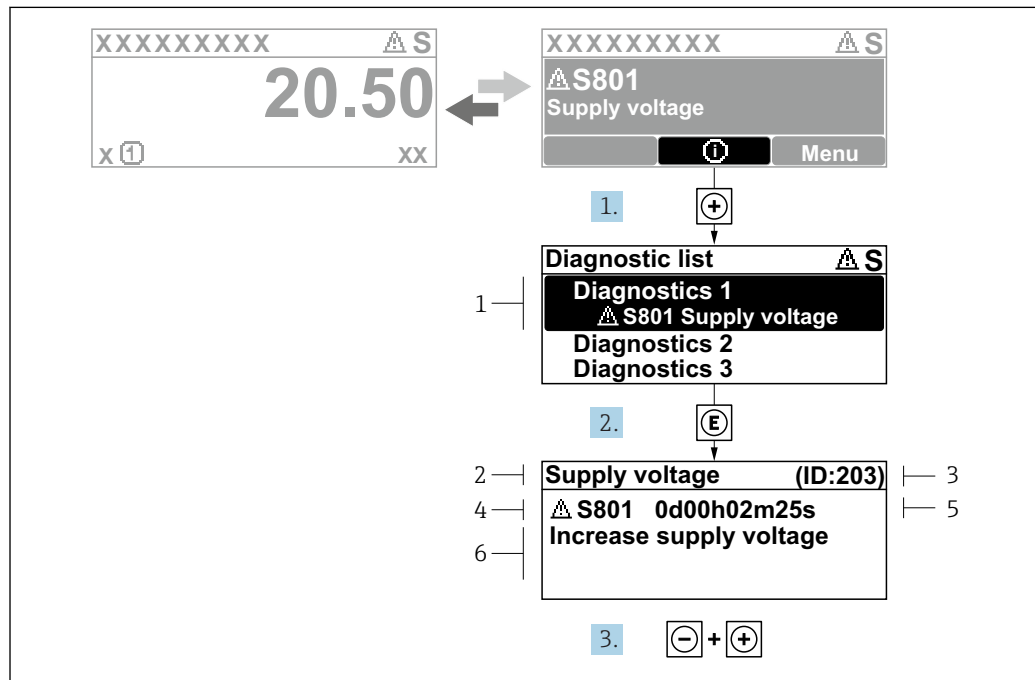 XXXXXXXXX ⚠ S
20.50
X ① XX
XXXXXXXXX ⚠ S
⚠S801
Supply voltage
ⓘ Menu
1. +
Diagnostic list ⚠ S
1
Diagnostics 1
⚠ S801 Supply voltage
Diagnostics 2
Diagnostics 3
2. E
2 Supply voltage (ID:203) 3
4 ⚠ S801 0d00h02m25s 5
6 Increase supply voltage
3. - + +